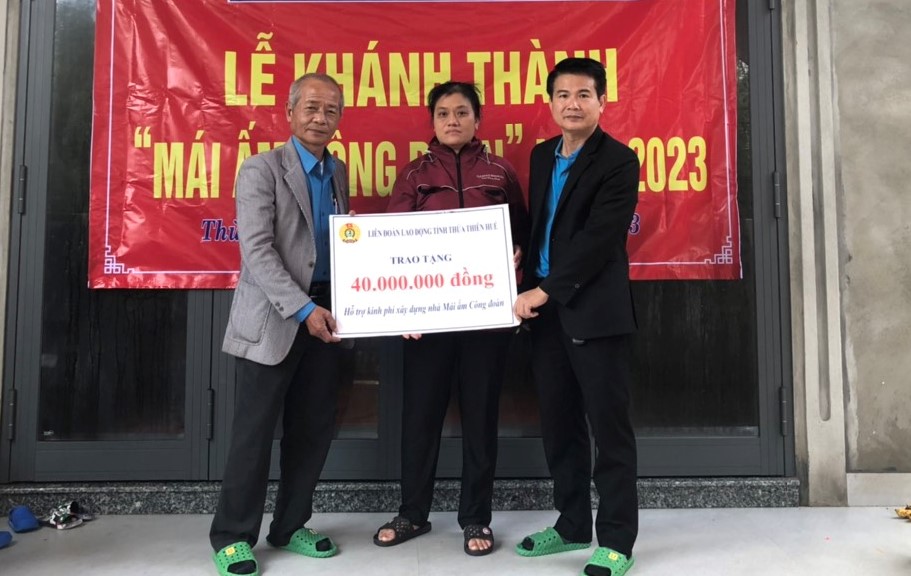 LỄ KHÁNH THÀNH
“MÁI ẤM 2023
LIÊN ĐOÀN LAO ĐỘNG TỈNH THỪA THIÊN HUẾ
TRAO TẶNG
40.000.000 đồng
Hỗ trợ kinh phí xây dựng nhà Mái ấm Công đoàn